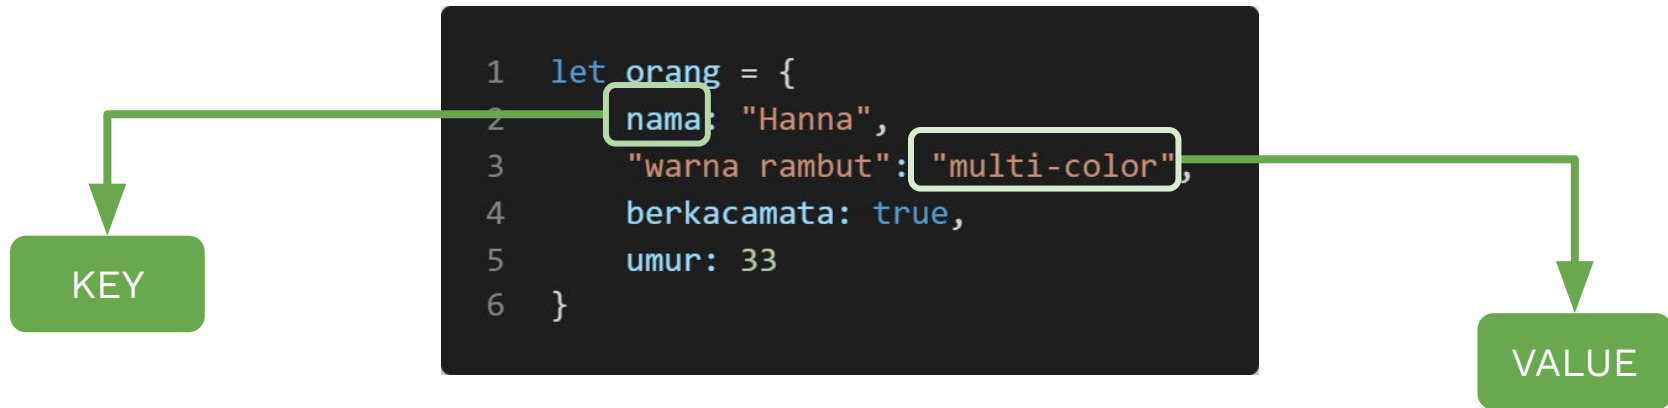 1 let orang = {
2 nama: "Hanna",
3 "warna rambut": "multi-color",
4 berkacamata: true,
5 umur: 33
6 }
KEY
VALUE